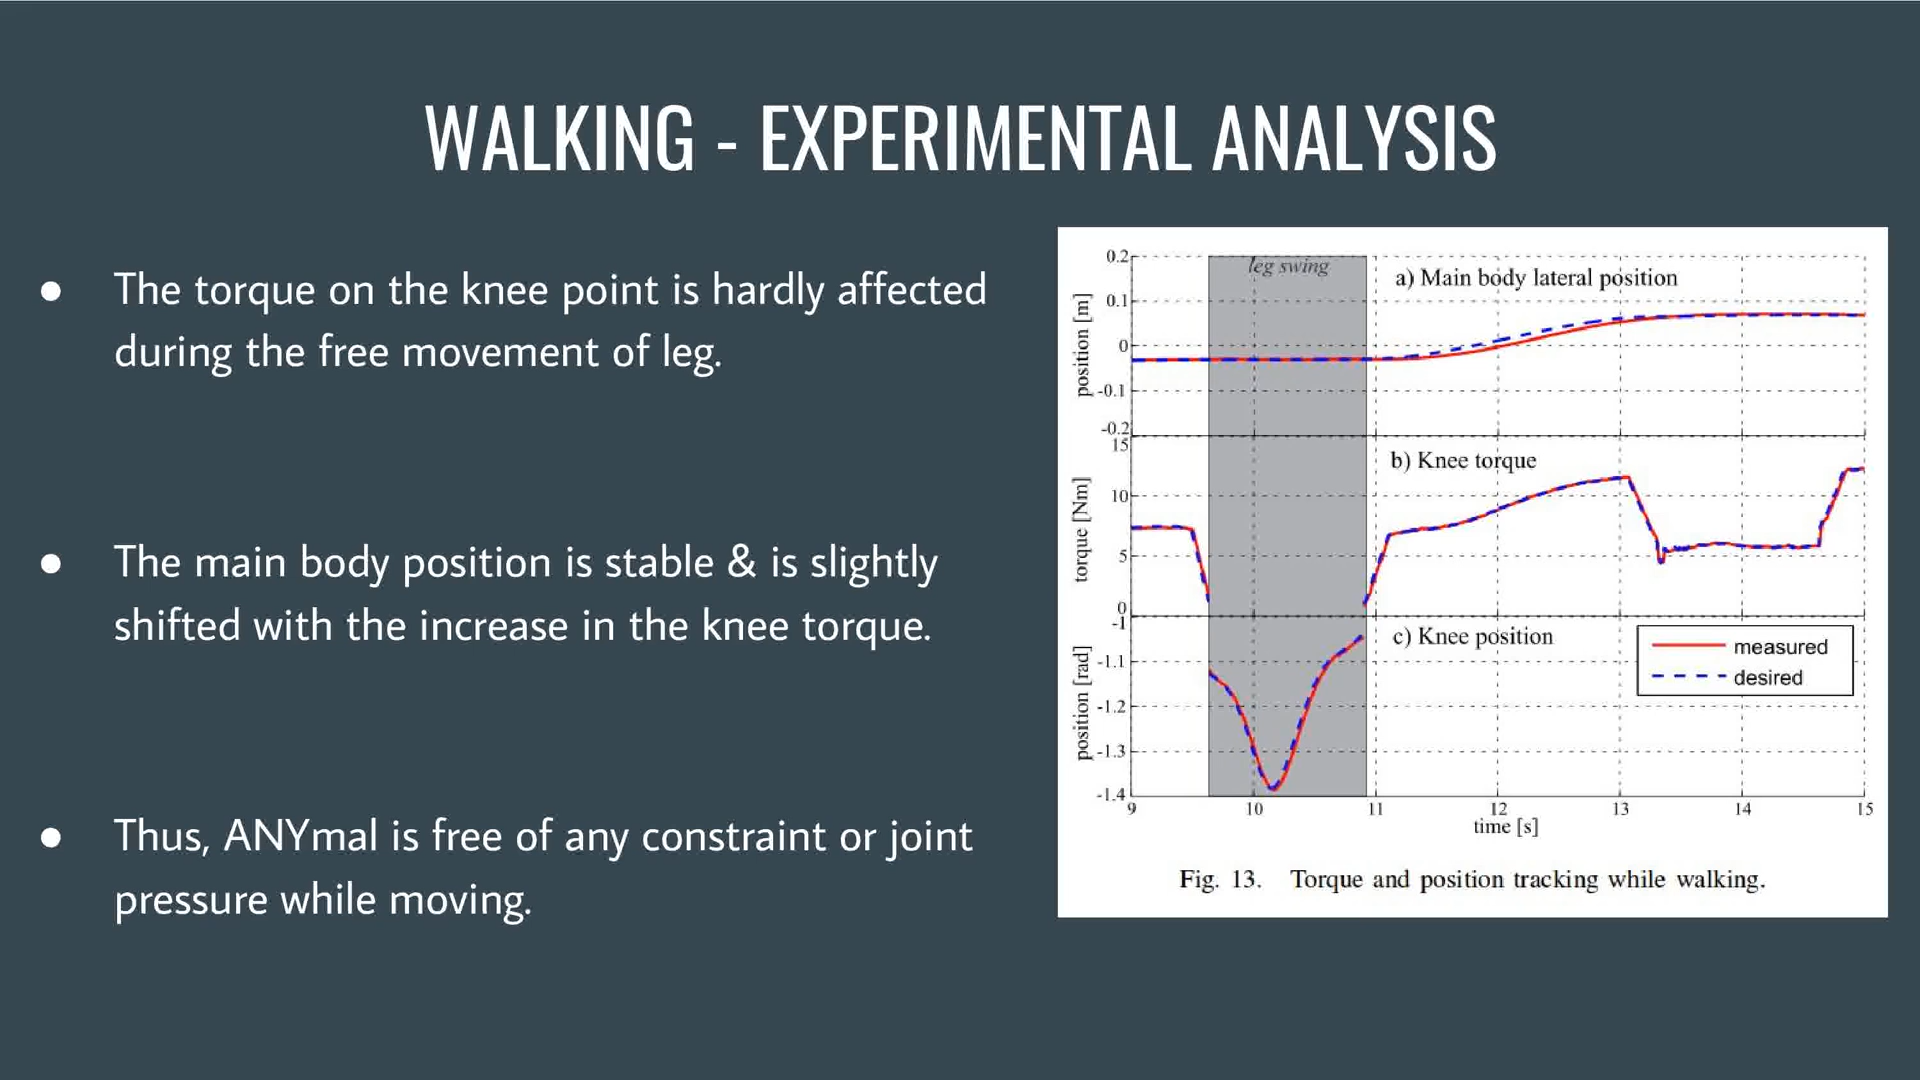 WALKING - EXPERIMENTAL ANALYSIS
● The torque on the knee point is hardly affected
during the free movement of leg.
● The main body position is stable & is slightly
shifted with the increase in the knee torque.
● Thus, ANYmal is free of any constraint or joint
pressure while moving.
leg swing
a) Main body lateral position
position [m]
0.2
0.1
0
-0.1
-0.2
b) Knee torque
torque [Nm]
15
10
5
0
c) Knee position
position [rad]
-1
-1.1
-1.2
-1.3
-1.4
measured
desired
9 10 11 12 13 14 15
time [s]
Fig. 13. Torque and position tracking while walking.